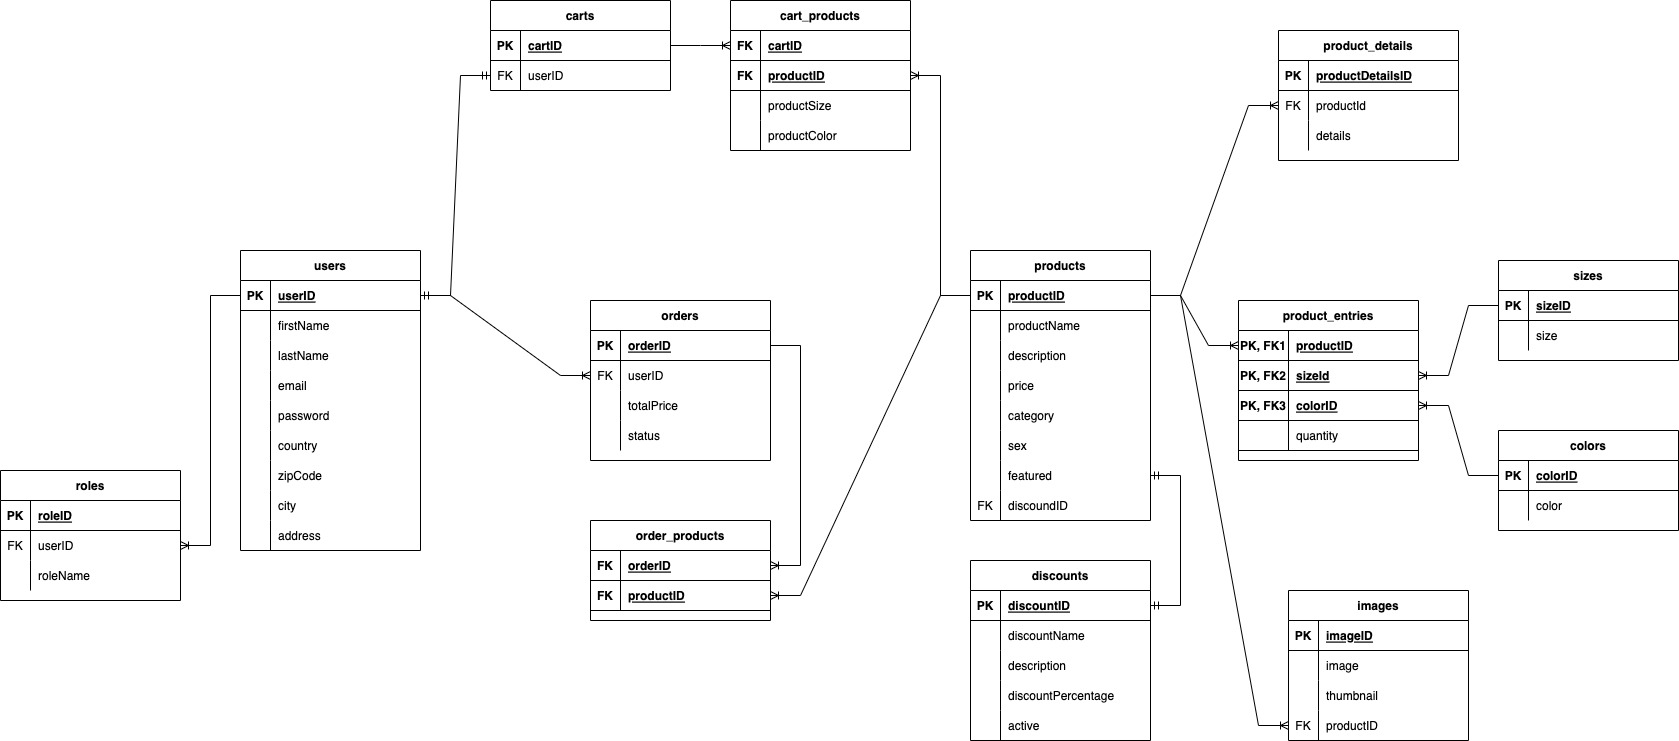 carts
PK cartID
FK userID
cart_products
FK cartID
FK productID
productSize
productColor
product_details
PK productDetailsID
FK productId
details
users
PK userID
firstName
lastName
email
password
country
zipCode
city
address
orders
PK orderID
FK userID
totalPrice
status
products
PK productID
productName
description
price
category
sex
featured
FK discoundID
product_entries
PK, FK1 productID
PK, FK2 sizeId
PK, FK3 colorID
quantity
sizes
PK sizeID
size
colors
PK colorID
color
roles
PK roleID
FK userID
roleName
order_products
FK orderID
FK productID
discounts
PK discountID
discountName
description
discountPercentage
active
images
PK imageID
image
thumbnail
FK productID